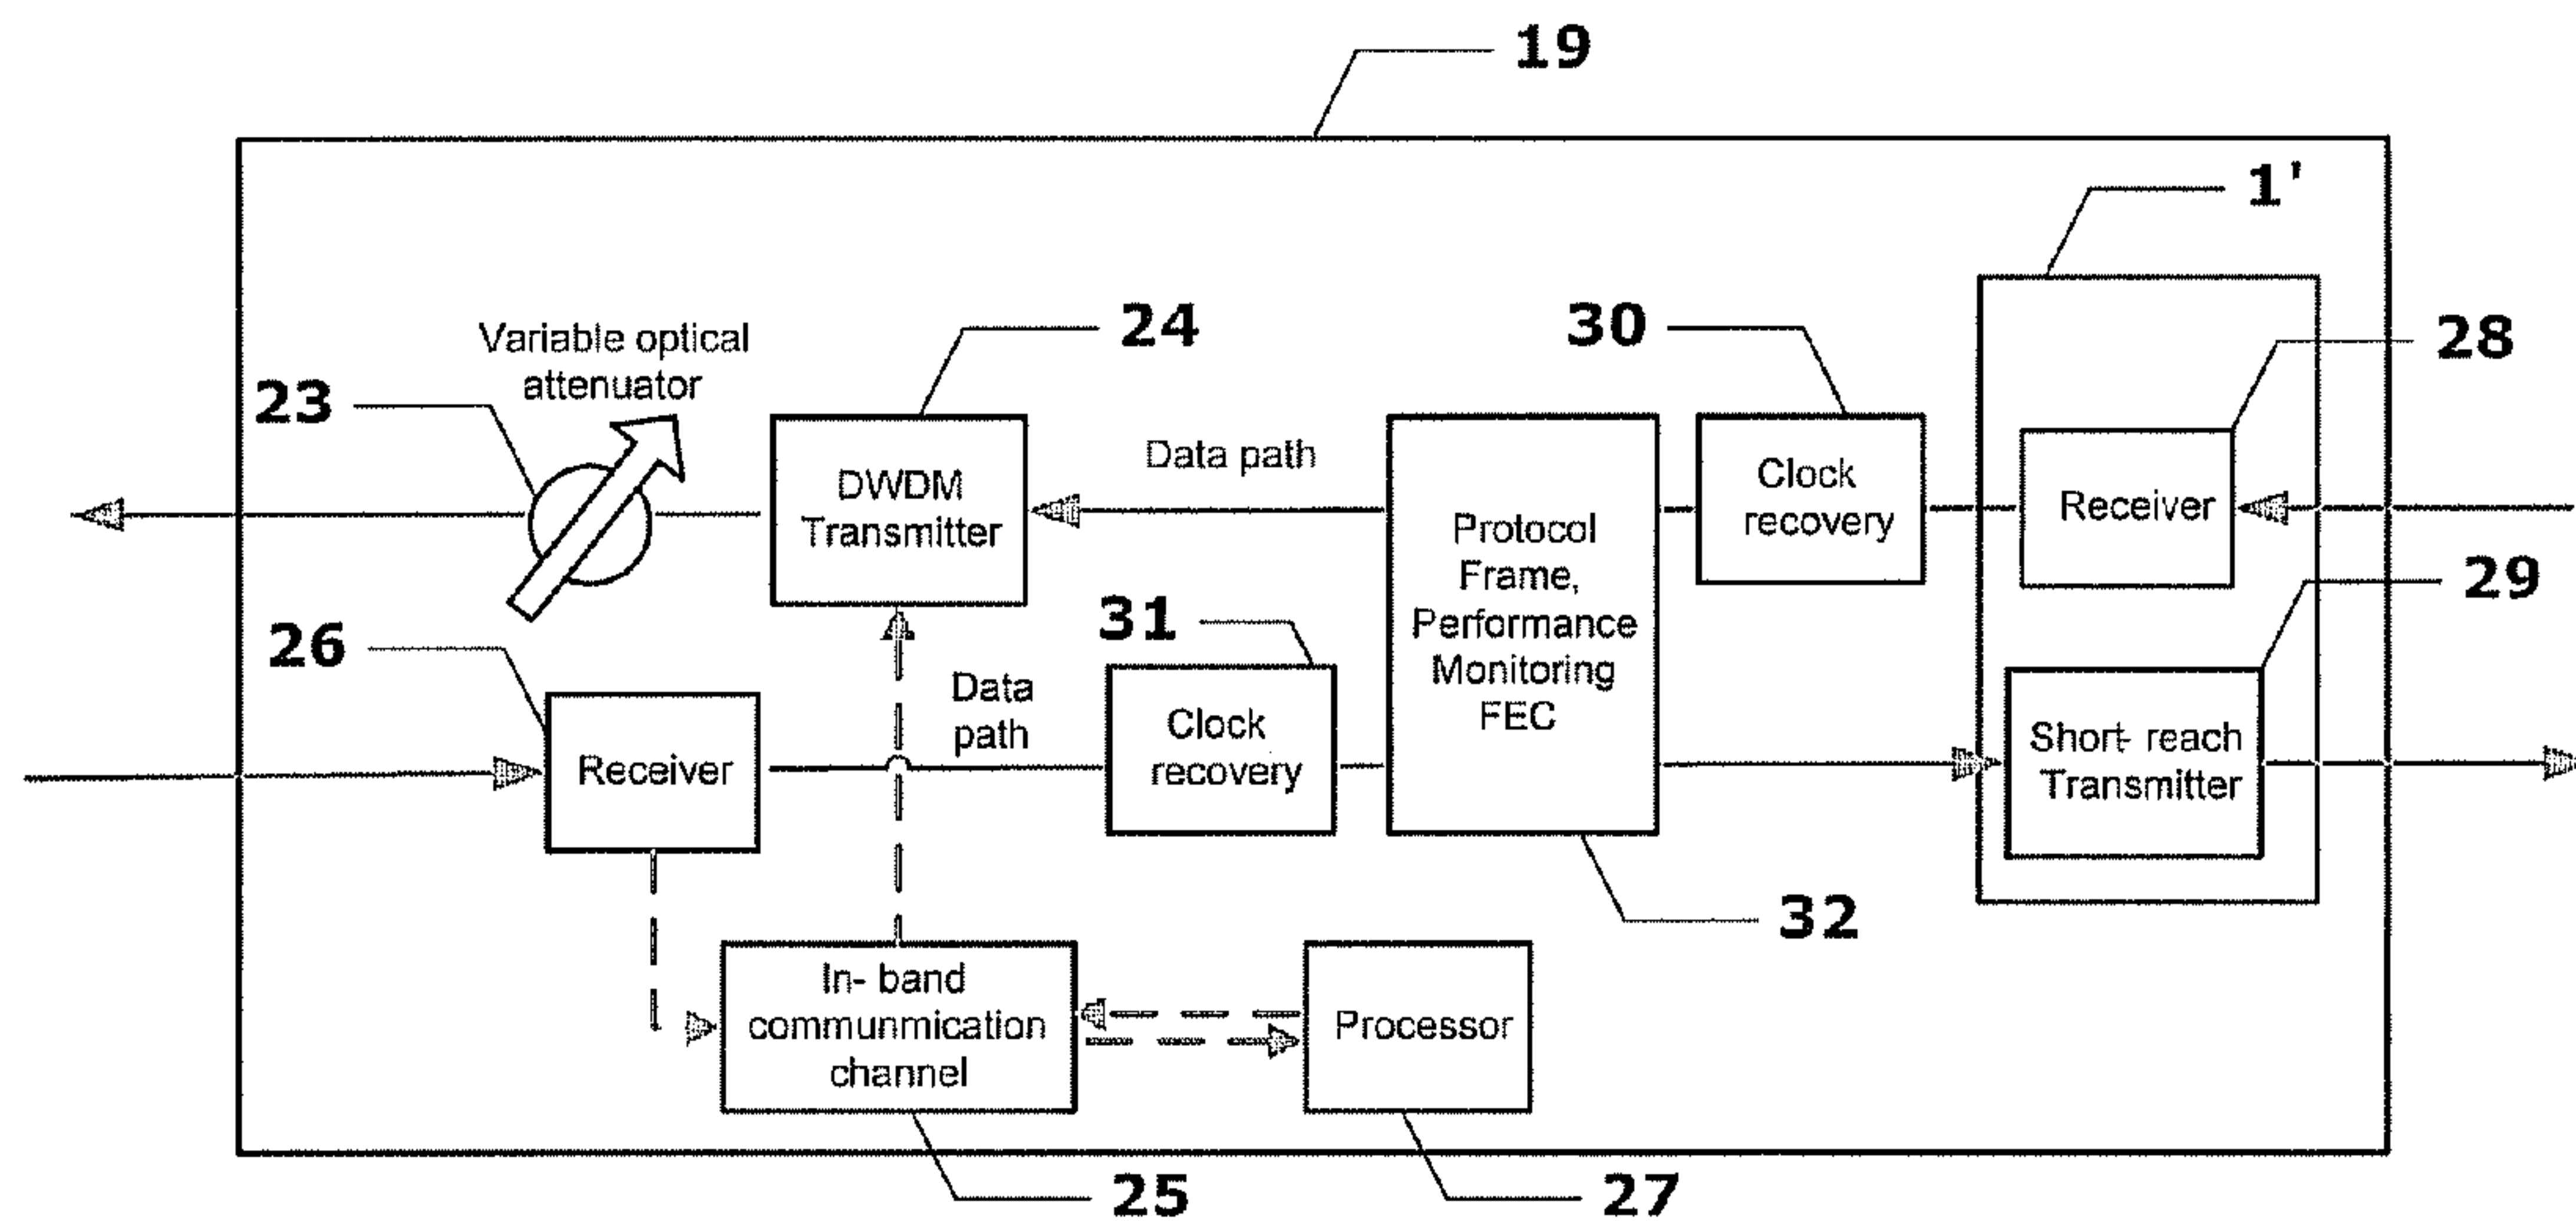 19
1'
Variable optical
attenuator
23
24
30
28
DWDM
Transmitter
Data path
Protocol
Frame,
Performance
Monitoring
FEC
Clock
recovery
Receiver
29
26
31
Receiver
Data
path
Clock
recovery
Short- reach
Transmitter
32
In- band
communmication
channel
Processor
25
27